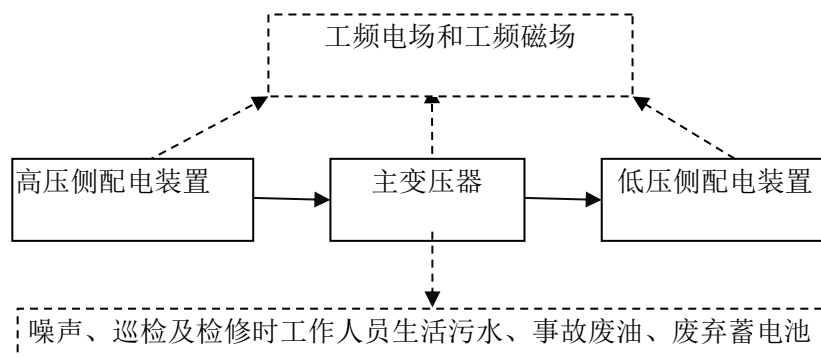 工频电场和工频磁场
高压侧配电装置
主变压器
低压侧配电装置
噪声、巡检及检修时工作人员生活污水、事故废油、废弃蓄电池